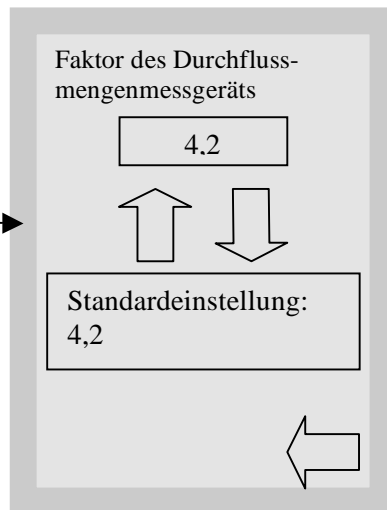 Faktor des Durchfluss-
mengenmessgeräts
4,2
Standardeinstellung:
4,2